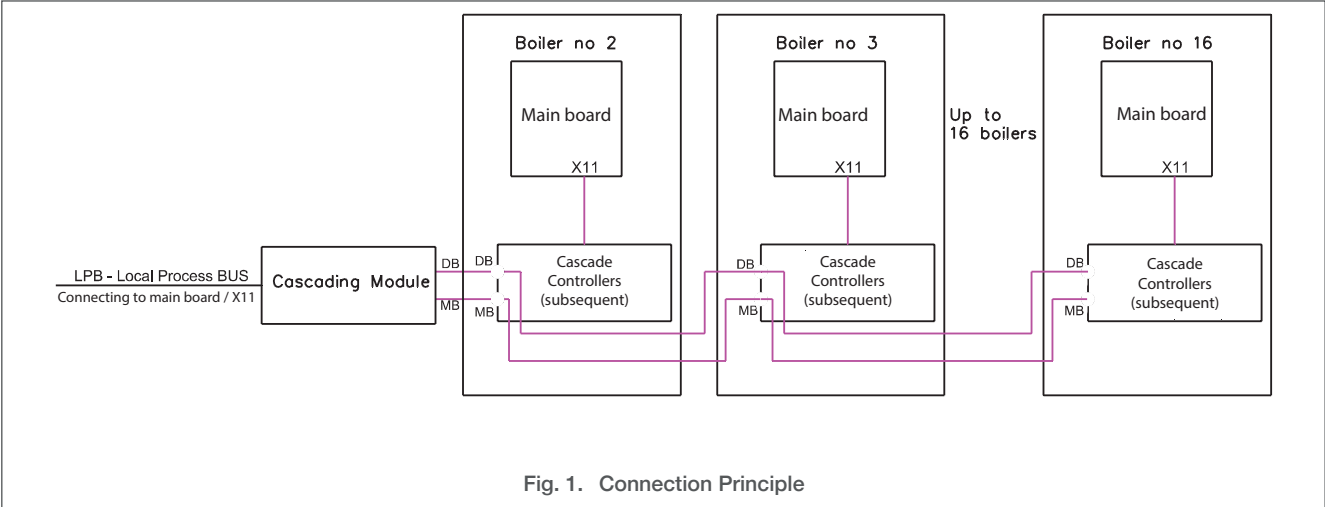 Boiler no 2
Boiler no 3
Boiler no 16
Main board
Main board
Main board
Up to
16 boilers
X11
X11
X11
LPB - Local Process BUS
Connecting to main board / X11
Cascading Module
DB
MB
DB
MB
Cascade
Controllers
(subsequent)
DB
MB
Cascade
Controllers
(subsequent)
DB
MB
Cascade
Controllers
(subsequent)
Fig. 1. Connection Principle